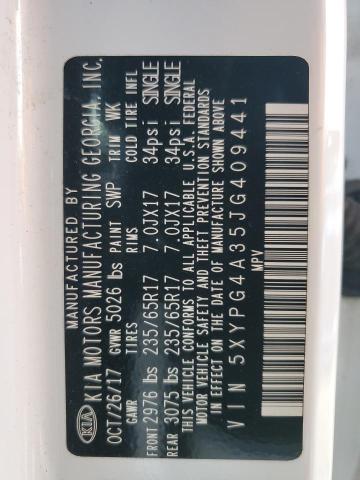 MANUFACTURED BY
KIA KIA MOTORS MANUFACTURING GEORGIA, INC.
OCT/26/17 GVWR 5026 lbs PAINT SWP TRIM WK
GAWR TIRES RIMS COLD TIRE INFL
FRONT 2976 lbs 235/65R17 7.0JX17 34psi SINGLE
REAR 3075 lbs 235/65R17 7.0JX17 34psi SINGLE
THIS VEHICLE CONFORMS TO ALL APPLICABLE U.S.A. FEDERAL
MOTOR VEHICLE SAFETY AND THEFT PREVENTION STANDARDS
IN EFFECT ON THE DATE OF MANUFACTURE SHOWN ABOVE
VIN 5XYPG4A35JG409441
MPV